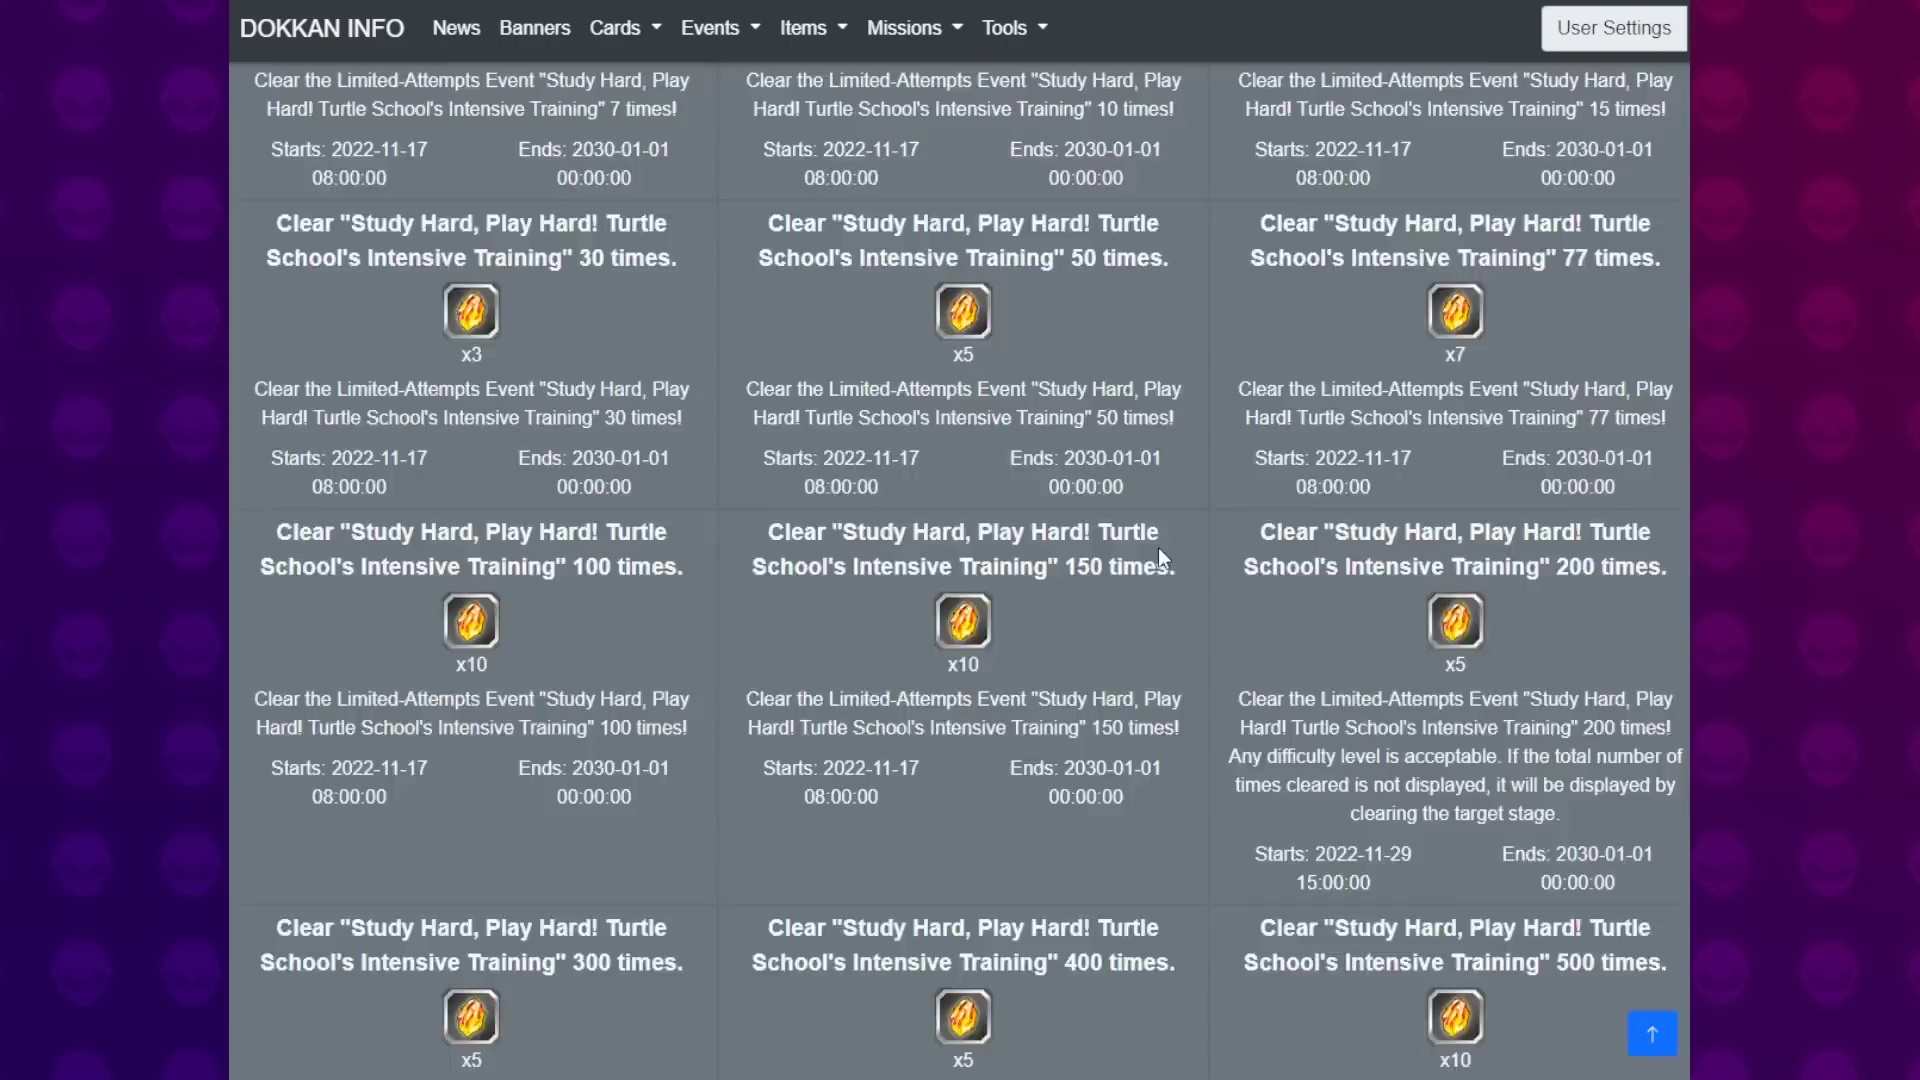 DOKKAN INFO News Banners Cards Events Items Missions Tools User Settings
Clear the Limited-Attempts Event "Study Hard, Play
Hard! Turtle School's Intensive Training" 7 times!
Starts: 2022-11-17
08:00:00
Ends: 2030-01-01
00:00:00
Clear the Limited-Attempts Event "Study Hard, Play
Hard! Turtle School's Intensive Training" 10 times!
Starts: 2022-11-17
08:00:00
Ends: 2030-01-01
00:00:00
Clear the Limited-Attempts Event "Study Hard, Play
Hard! Turtle School's Intensive Training" 15 times!
Starts: 2022-11-17
08:00:00
Ends: 2030-01-01
00:00:00
Clear "Study Hard, Play Hard! Turtle
School's Intensive Training" 30 times.
x3
Clear the Limited-Attempts Event "Study Hard, Play
Hard! Turtle School's Intensive Training" 30 times!
Starts: 2022-11-17
08:00:00
Ends: 2030-01-01
00:00:00
Clear "Study Hard, Play Hard! Turtle
School's Intensive Training" 50 times.
x5
Clear the Limited-Attempts Event "Study Hard, Play
Hard! Turtle School's Intensive Training" 50 times!
Starts: 2022-11-17
08:00:00
Ends: 2030-01-01
00:00:00
Clear "Study Hard, Play Hard! Turtle
School's Intensive Training" 77 times.
x7
Clear the Limited-Attempts Event "Study Hard, Play
Hard! Turtle School's Intensive Training" 77 times!
Starts: 2022-11-17
08:00:00
Ends: 2030-01-01
00:00:00
Clear "Study Hard, Play Hard! Turtle
School's Intensive Training" 100 times.
x10
Clear the Limited-Attempts Event "Study Hard, Play
Hard! Turtle School's Intensive Training" 100 times!
Starts: 2022-11-17
08:00:00
Ends: 2030-01-01
00:00:00
Clear "Study Hard, Play Hard! Turtle
School's Intensive Training" 150 times.
x10
Clear the Limited-Attempts Event "Study Hard, Play
Hard! Turtle School's Intensive Training" 150 times!
Starts: 2022-11-17
08:00:00
Ends: 2030-01-01
00:00:00
Clear "Study Hard, Play Hard! Turtle
School's Intensive Training" 200 times.
x5
Clear the Limited-Attempts Event "Study Hard, Play
Hard! Turtle School's Intensive Training" 200 times!
Any difficulty level is acceptable. If the total number of
times cleared is not displayed, it will be displayed by
clearing the target stage.
Starts: 2022-11-29
15:00:00
Ends: 2030-01-01
00:00:00
Clear "Study Hard, Play Hard! Turtle
School's Intensive Training" 300 times.
x5
Clear "Study Hard, Play Hard! Turtle
School's Intensive Training" 400 times.
x5
Clear "Study Hard, Play Hard! Turtle
School's Intensive Training" 500 times.
x10